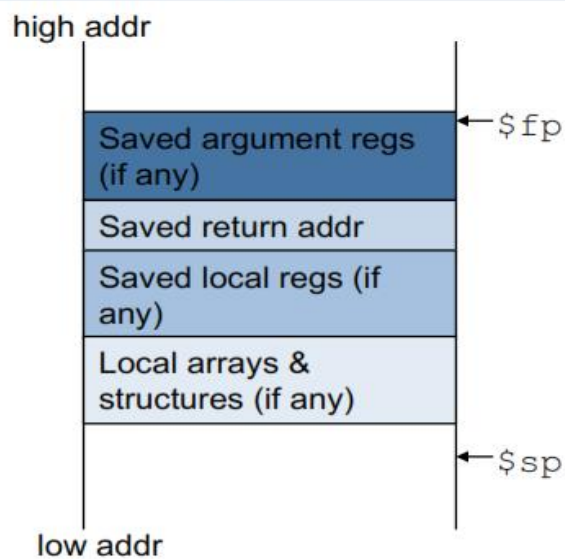 high addr
$fp
Saved argument regs
(if any)
Saved return addr
Saved local regs (if
any)
Local arrays &
structures (if any)
$sp
low addr